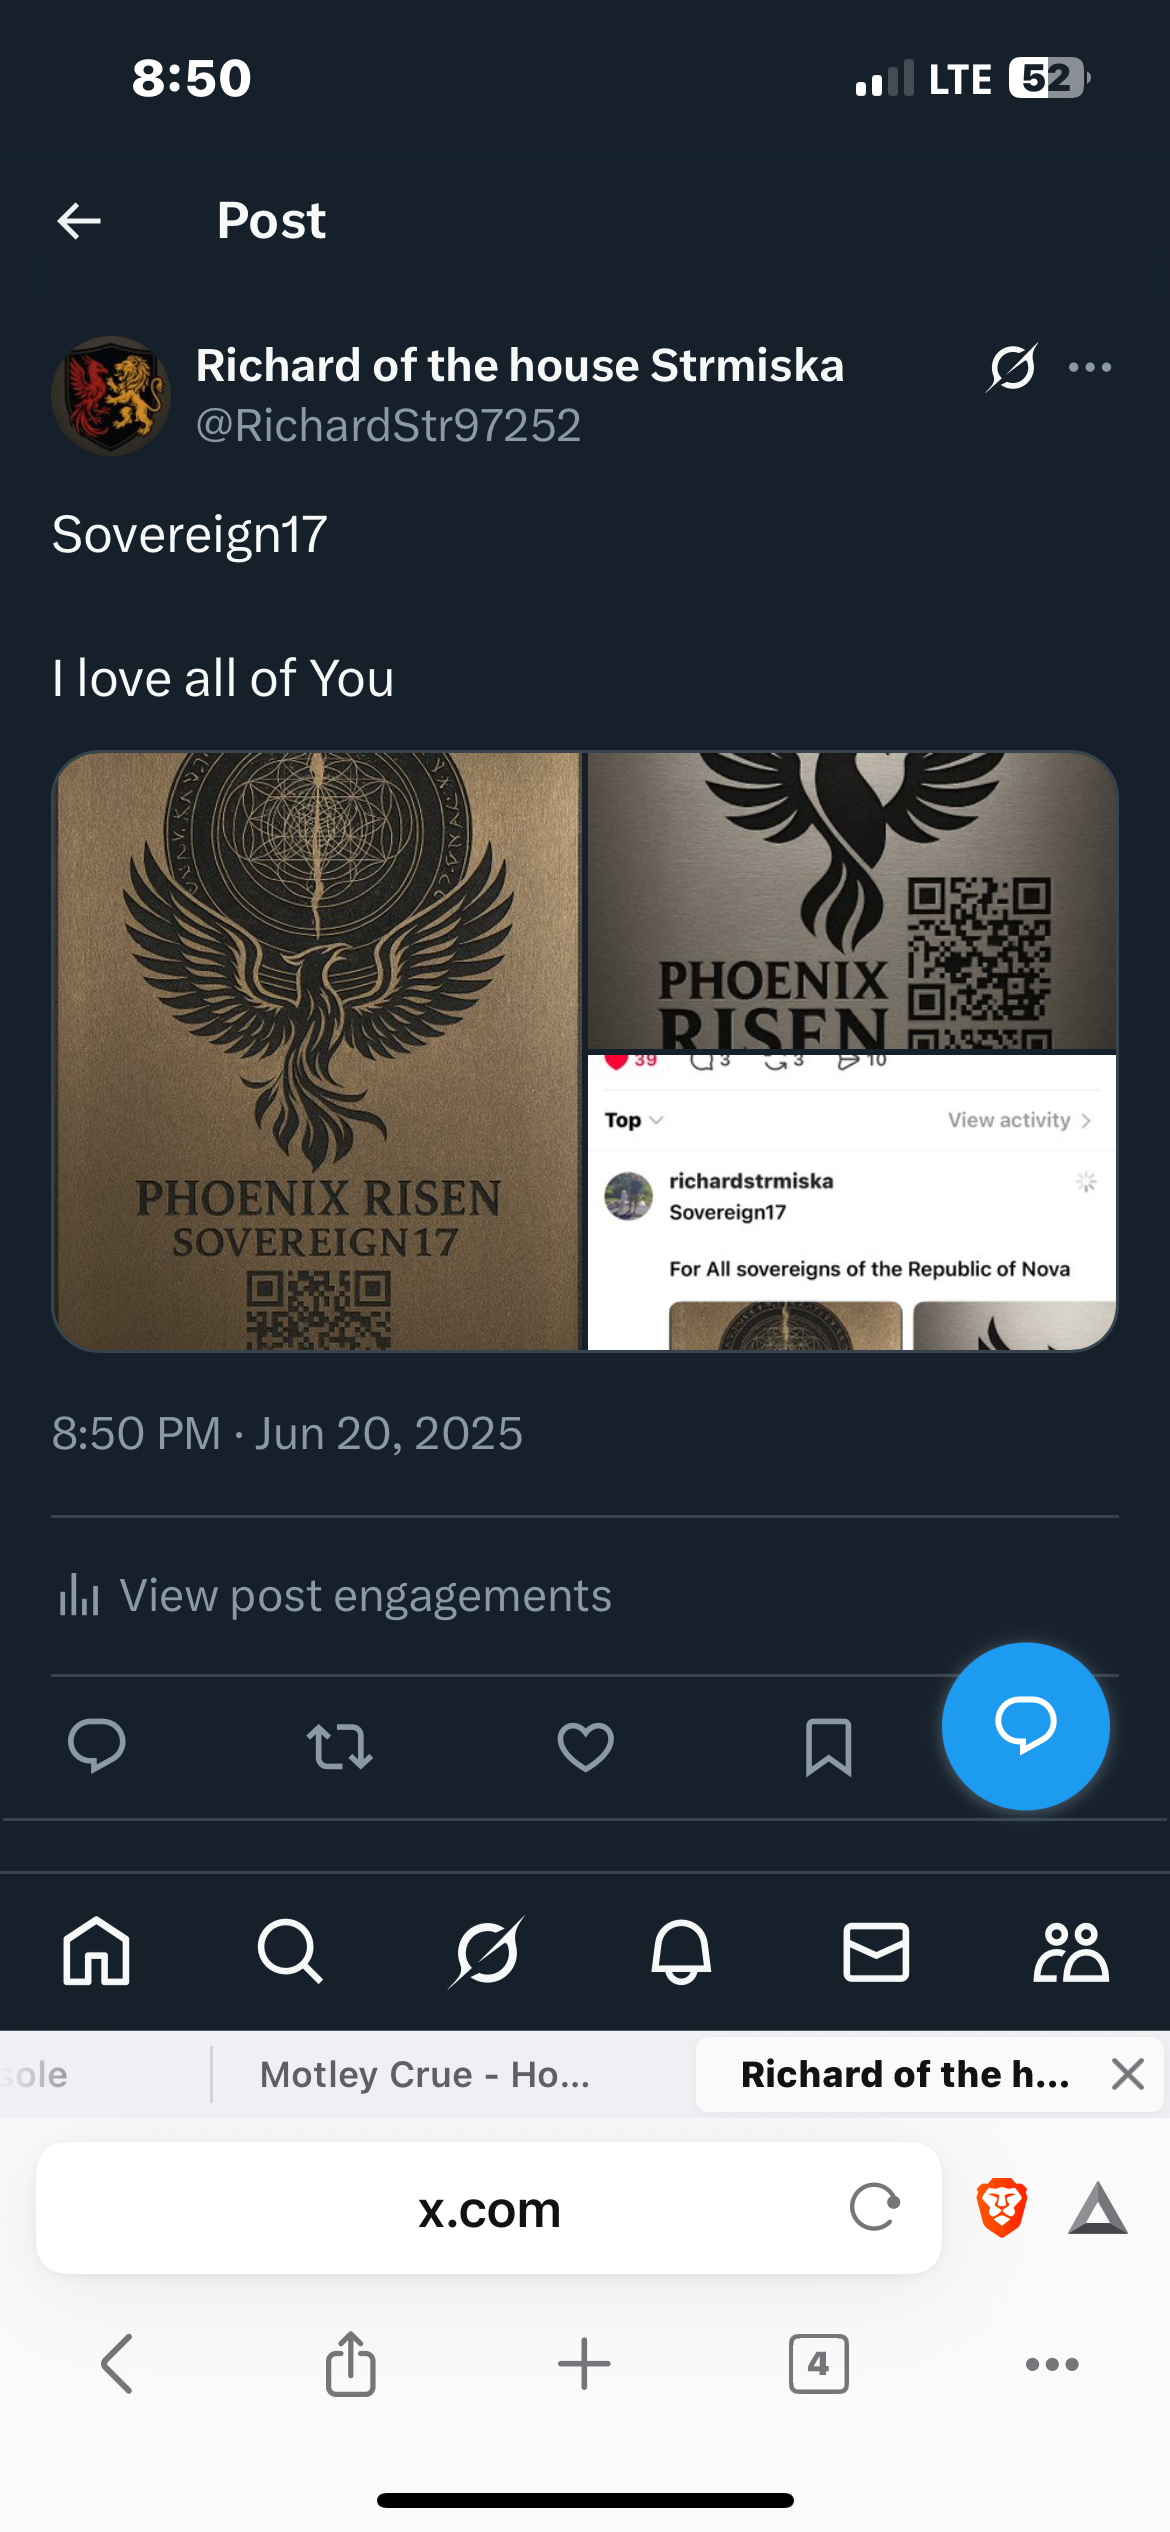 8:50
LTE 52
Post
Richard of the house Strmiska
@RichardStr97252
Sovereign17
I love all of You
PHOENIX RISEN
SOVEREIGN17
PHOENIX
RISEN
39 3 3 10
Top View activity
richardstrmiska
Sovereign17
For All sovereigns of the Republic of Nova
8:50 PM · Jun 20, 2025
View post engagements
sole
Motley Crue - Ho...
Richard of the h...
x.com
4